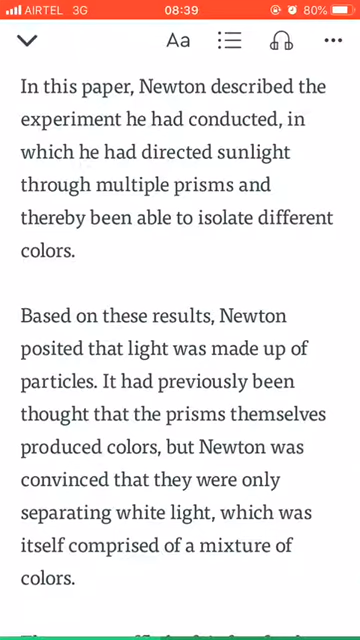 AIRTEL 3G 08:39 80%
Aa
In this paper, Newton described the
experiment he had conducted, in
which he had directed sunlight
through multiple prisms and
thereby been able to isolate different
colors.
Based on these results, Newton
posited that light was made up of
particles. It had previously been
thought that the prisms themselves
produced colors, but Newton was
convinced that they were only
separating white light, which was
itself comprised of a mixture of
colors.